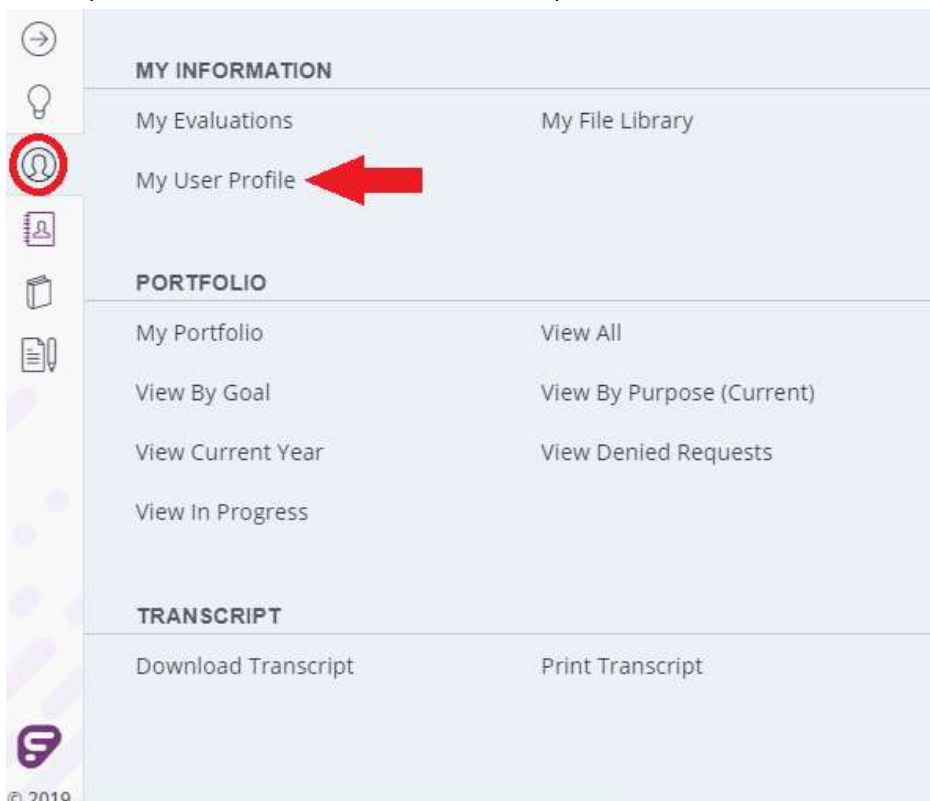 MY INFORMATION
My Evaluations My File Library
My User Profile
PORTFOLIO
My Portfolio View All
View By Goal View By Purpose (Current)
View Current Year View Denied Requests
View In Progress
TRANSCRIPT
Download Transcript Print Transcript
© 2019